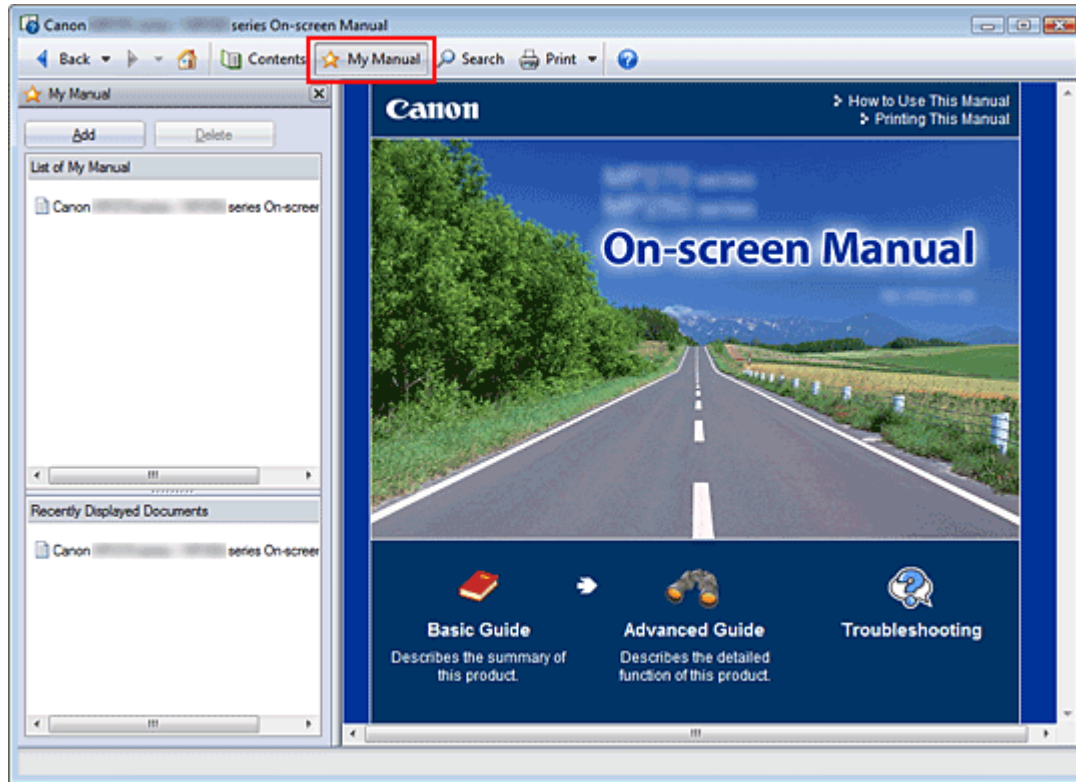 Canon series On-screen Manual
Back Contents My Manual Search Print
My Manual
Add Delete
List of My Manual
Canon series On-screen
Recently Displayed Documents
Canon series On-screen
Canon
How to Use This Manual
Printing This Manual
series
series
On-screen Manual
Basic Guide
Describes the summary of
this product.
Advanced Guide
Describes the detailed
function of this product.
Troubleshooting